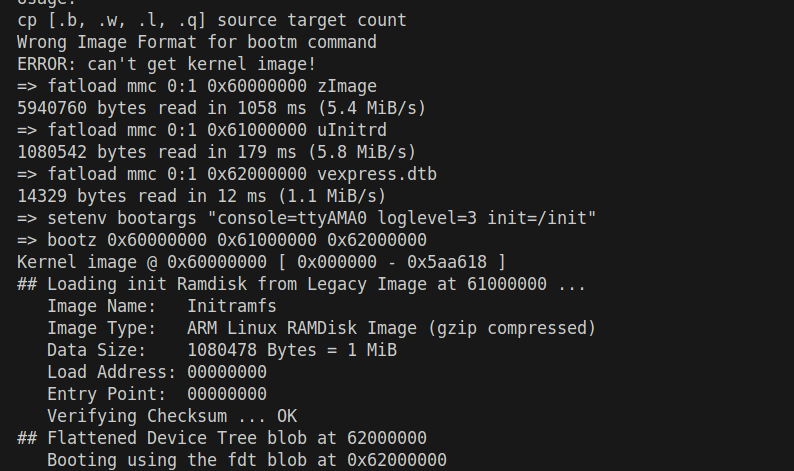 usage:
cp [.b, .w, .l, .q] source target count
Wrong Image Format for bootm command
ERROR: can't get kernel image!
=> fatload mmc 0:1 0x60000000 zImage
5940760 bytes read in 1058 ms (5.4 MiB/s)
=> fatload mmc 0:1 0x61000000 uInitrd
1080542 bytes read in 179 ms (5.8 MiB/s)
=> fatload mmc 0:1 0x62000000 vexpress.dtb
14329 bytes read in 12 ms (1.1 MiB/s)
=> setenv bootargs "console=ttyAMA0 loglevel=3 init=/init"
=> bootz 0x60000000 0x61000000 0x62000000
Kernel image @ 0x60000000 [ 0x000000 - 0x5aa618 ]
## Loading init Ramdisk from Legacy Image at 61000000 ...
   Image Name:   Initramfs
   Image Type:   ARM Linux RAMDisk Image (gzip compressed)
   Data Size:    1080478 Bytes = 1 MiB
   Load Address: 00000000
   Entry Point:  00000000
   Verifying Checksum ... OK
## Flattened Device Tree blob at 62000000
   Booting using the fdt blob at 0x62000000